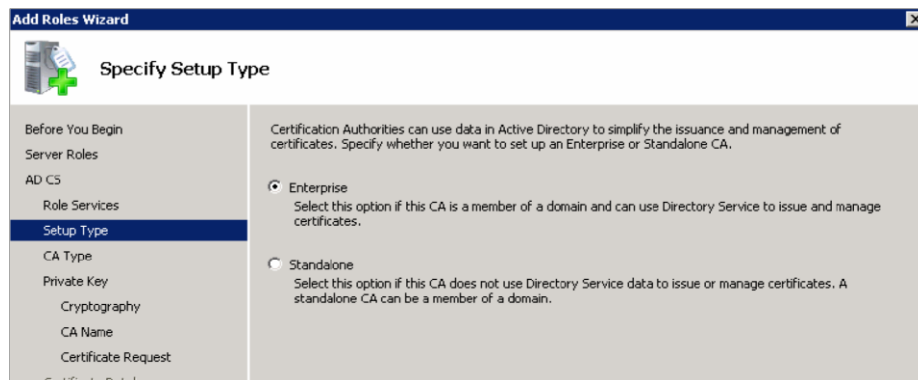 Add Roles Wizard
Specify Setup Type
Before You Begin
Server Roles
AD CS
Role Services
Setup Type
CA Type
Private Key
Cryptography
CA Name
Certificate Request
Certification Authorities can use data in Active Directory to simplify the issuance and management of
certificates. Specify whether you want to set up an Enterprise or Standalone CA.
Enterprise
Select this option if this CA is a member of a domain and can use Directory Service to issue and manage
certificates.
Standalone
Select this option if this CA does not use Directory Service data to issue or manage certificates. A
standalone CA can be a member of a domain.